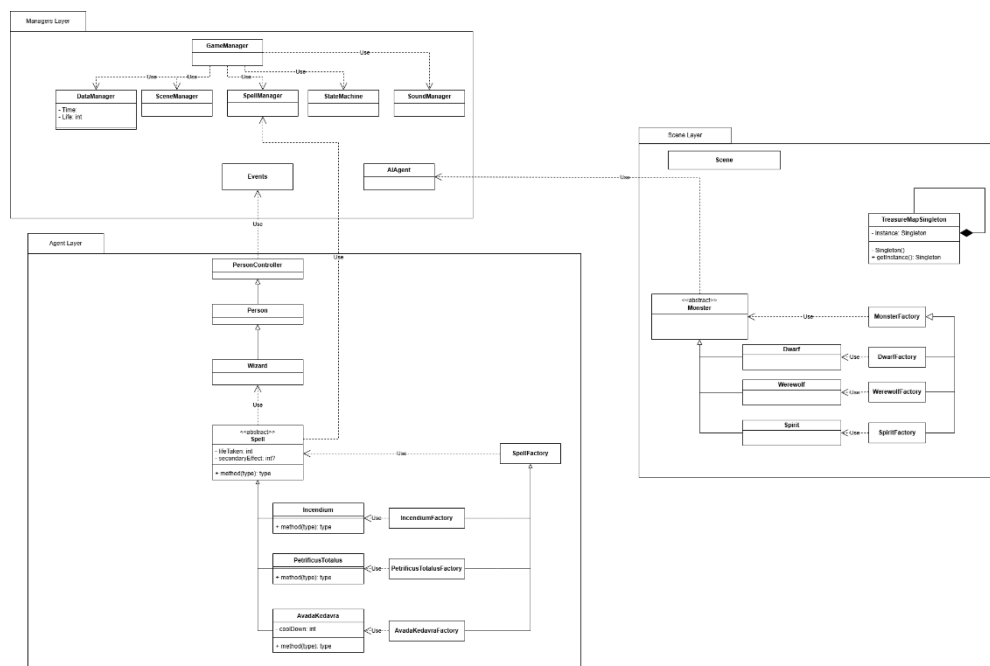 Managers Layer
GameManager
Use
Use
Use
Use
Use
DataManager
- Time:
- Life: int
SceneManager
SpellManager
StateMachine
SoundManager
Events
AIAgent
Use
Use
Use
Scene Layer
Scene
TreasureMapSingleton
- instance: Singleton
- Singleton()
+ getInstance(): Singleton
<<abstract>>
Monster
Use
MonsterFactory
Dwarf
Use
DwarfFactory
Werewolf
Use
WerewolfFactory
Spirit
Use
SpiritFactory
Agent Layer
PersonController
Person
Wizard
Use
<<abstract>>
Spell
- lifeTaken: int
- secondaryEffect: int?
+ method(type): type
Use
SpellFactory
Incendium
+ method(type): type
Use
IncendiumFactory
PetrificusTotalus
+ method(type): type
Use
PetrificusTotalusFactory
AvadaKedavra
- coolDown: int
+ method(type): type
Use
AvadaKedavraFactory